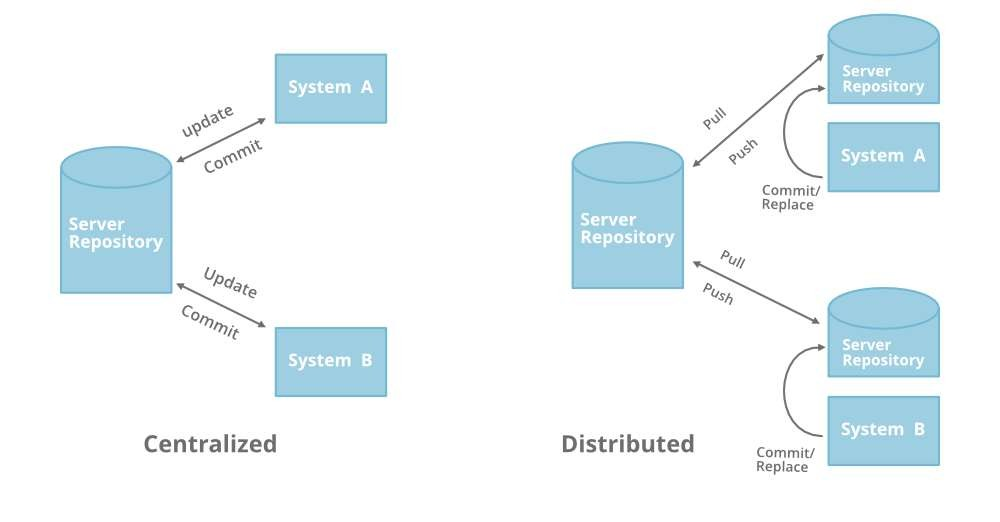 System A
update
Commit
Server
Repository
Update
Commit
System B
Centralized
Server
Repository
Pull
Push
System A
Commit/
Replace
Server
Repository
Pull
Push
Server
Repository
System B
Commit/
Replace
Distributed